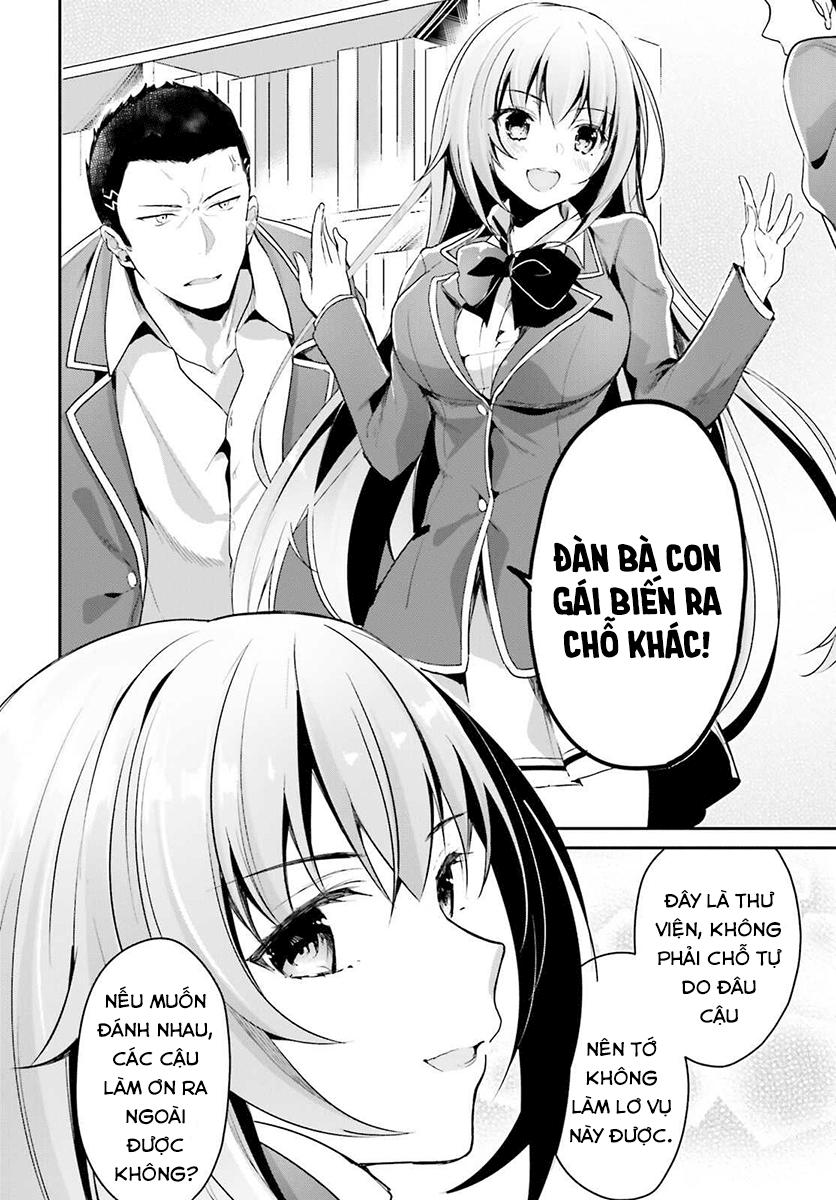 ĐÀN BÀ CON
GÁI BIẾN RA
CHỖ KHÁC!
ĐÂY LÀ THƯ
VIỆN, KHÔNG
PHẢI CHỖ TỰ
DO ĐÂU
CẬU
NÊN TỚ
KHÔNG
LÀM LƠ VỤ
NÀY ĐƯỢC.
NẾU MUỐN
ĐÁNH NHAU,
CÁC CẬU
LÀM ƠN RA
NGOÀI
ĐƯỢC
KHÔNG?